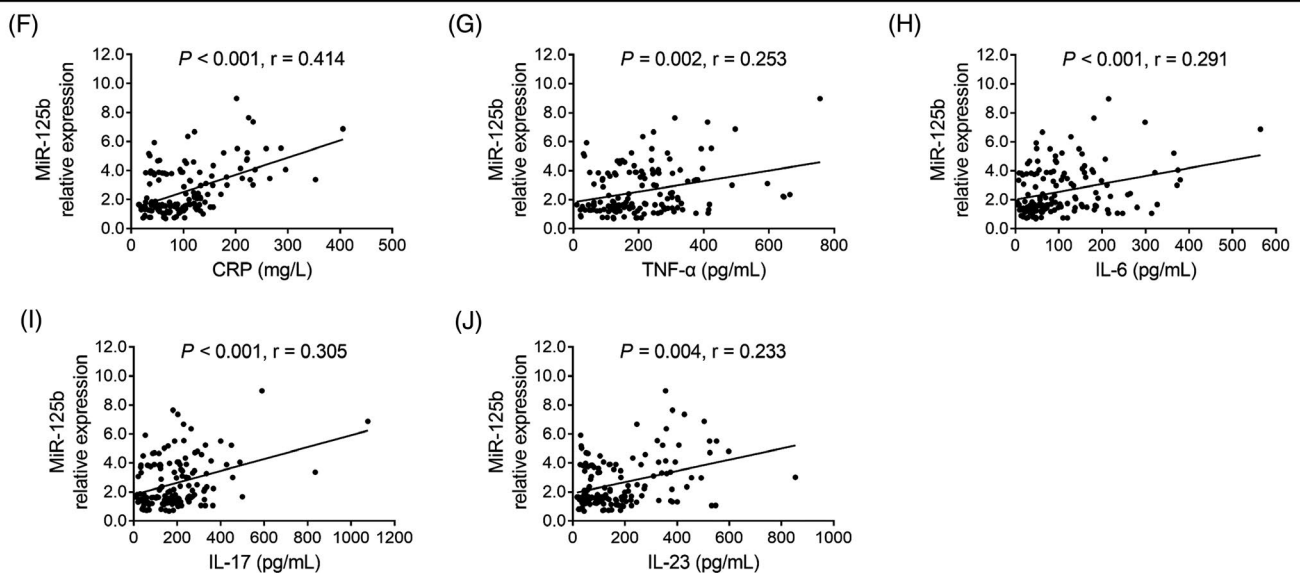 (F)
P < 0.001, r = 0.414
MiR-125b
relative expression
12.0
10.0
8.0
6.0
4.0
2.0
0.0
0 100 200 300 400 500
CRP (mg/L)
(G)
P = 0.002, r = 0.253
MiR-125b
relative expression
12.0
10.0
8.0
6.0
4.0
2.0
0.0
0 200 400 600 800
TNF-α (pg/mL)
(H)
P < 0.001, r = 0.291
MiR-125b
relative expression
12.0
10.0
8.0
6.0
4.0
2.0
0.0
0 100 200 300 400 500 600
IL-6 (pg/mL)
(I)
P < 0.001, r = 0.305
MiR-125b
relative expression
12.0
10.0
8.0
6.0
4.0
2.0
0.0
0 200 400 600 800 1000 1200
IL-17 (pg/mL)
(J)
P = 0.004, r = 0.233
MiR-125b
relative expression
12.0
10.0
8.0
6.0
4.0
2.0
0.0
0 200 400 600 800 1000
IL-23 (pg/mL)